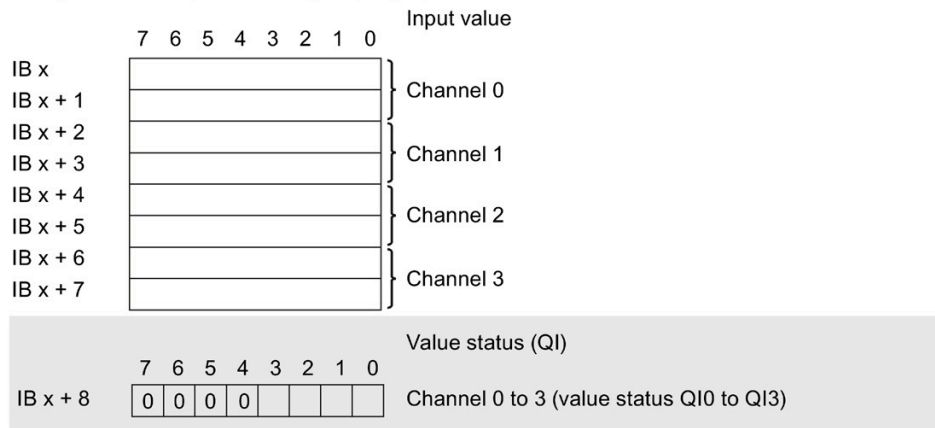 Input value
7 6 5 4 3 2 1 0
IB x
IB x + 1
Channel 0
IB x + 2
IB x + 3
Channel 1
IB x + 4
IB x + 5
Channel 2
IB x + 6
IB x + 7
Channel 3
Value status (QI)
7 6 5 4 3 2 1 0
IB x + 8 0 0 0 0 Channel 0 to 3 (value status QI0 to QI3)